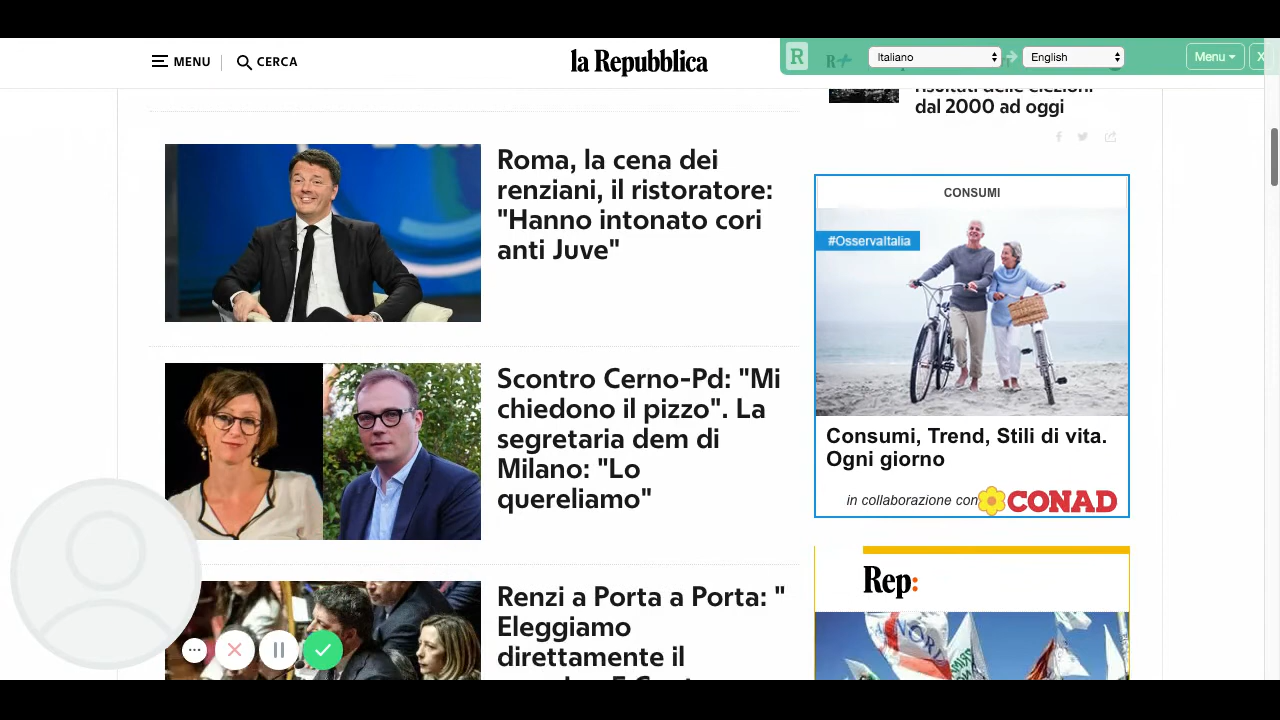 MENU
CERCA
la Repubblica
R
R+
Italiano
English
Menu
X
risultati delle elezioni
dal 2000 ad oggi
Roma, la cena dei
renziani, il ristoratore:
"Hanno intonato cori
anti Juve"
CONSUMI
#OsservaItalia
Consumi, Trend, Stili di vita.
Ogni giorno
in collaborazione con
CONAD
Scontro Cerno-Pd: "Mi
chiedono il pizzo". La
segretaria dem di
Milano: "Lo
quereliamo"
Rep:
Renzi a Porta a Porta: "
Eleggiamo
direttamente il